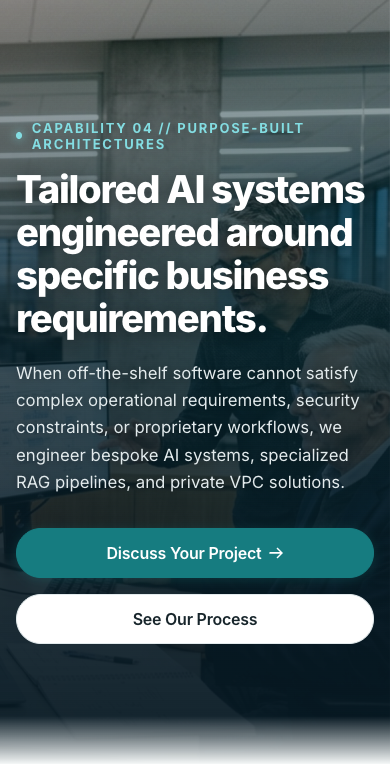 CAPABILITY 04 // PURPOSE-BUILT
ARCHITECTURES
Tailored AI systems
engineered around
specific business
requirements.
When off-the-shelf software cannot satisfy
complex operational requirements, security
constraints, or proprietary workflows, we
engineer bespoke AI systems, specialized
RAG pipelines, and private VPC solutions.
Discuss Your Project →
See Our Process